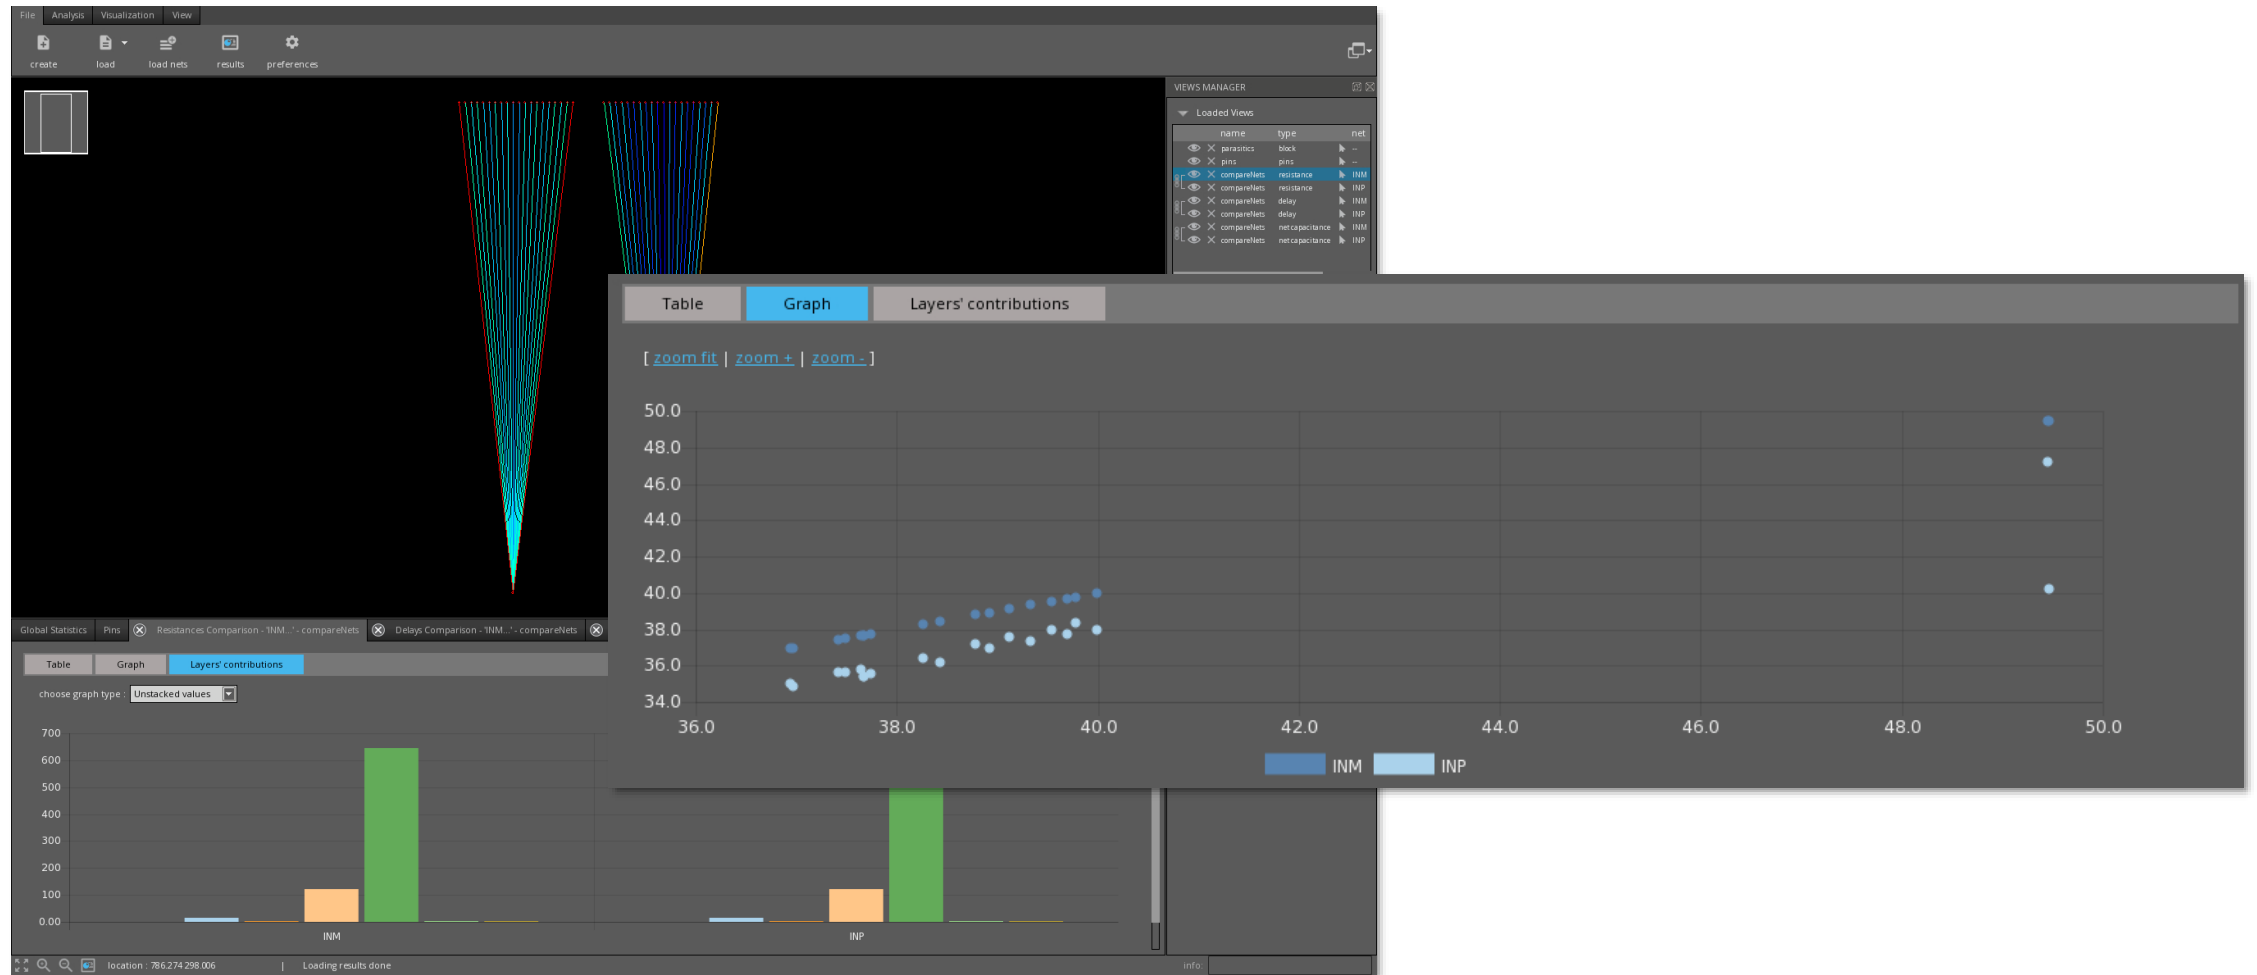 File Analysis Visualization View
create load load nets results preferences
VIEWS MANAGER
Loaded Views
name type net
parasitics block --
pins pins --
compareNets resistance INM
compareNets resistance INP
compareNets delay INM
compareNets delay INP
compareNets net capacitance INM
compareNets net capacitance INP
Table Graph Layers' contributions
[ zoom fit | zoom + | zoom - ]
50.0
48.0
46.0
44.0
42.0
40.0
38.0
36.0
34.0
36.0 38.0 40.0 42.0 44.0 46.0 48.0 50.0
INM INP
Global Statistics Pins Resistances Comparison - 'INM...' - compareNets Delays Comparison - 'INM...' - compareNets
Table Graph Layers' contributions
choose graph type : Unstacked values
700
600
500
400
300
200
100
0.00
INM INP
location : 786.274 298.006 | Loading results done info: